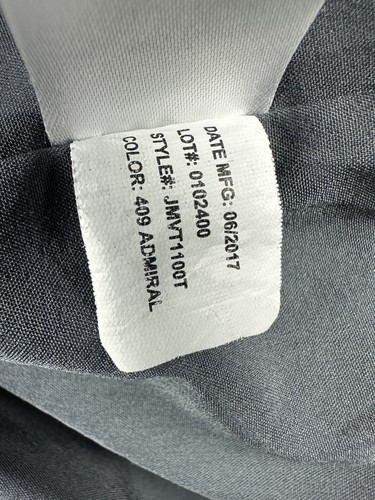 DATE MFG: 06/2017
LOT#: 0102400
STYLE#: JMVT1100T
COLOR: 409 ADMIRAL